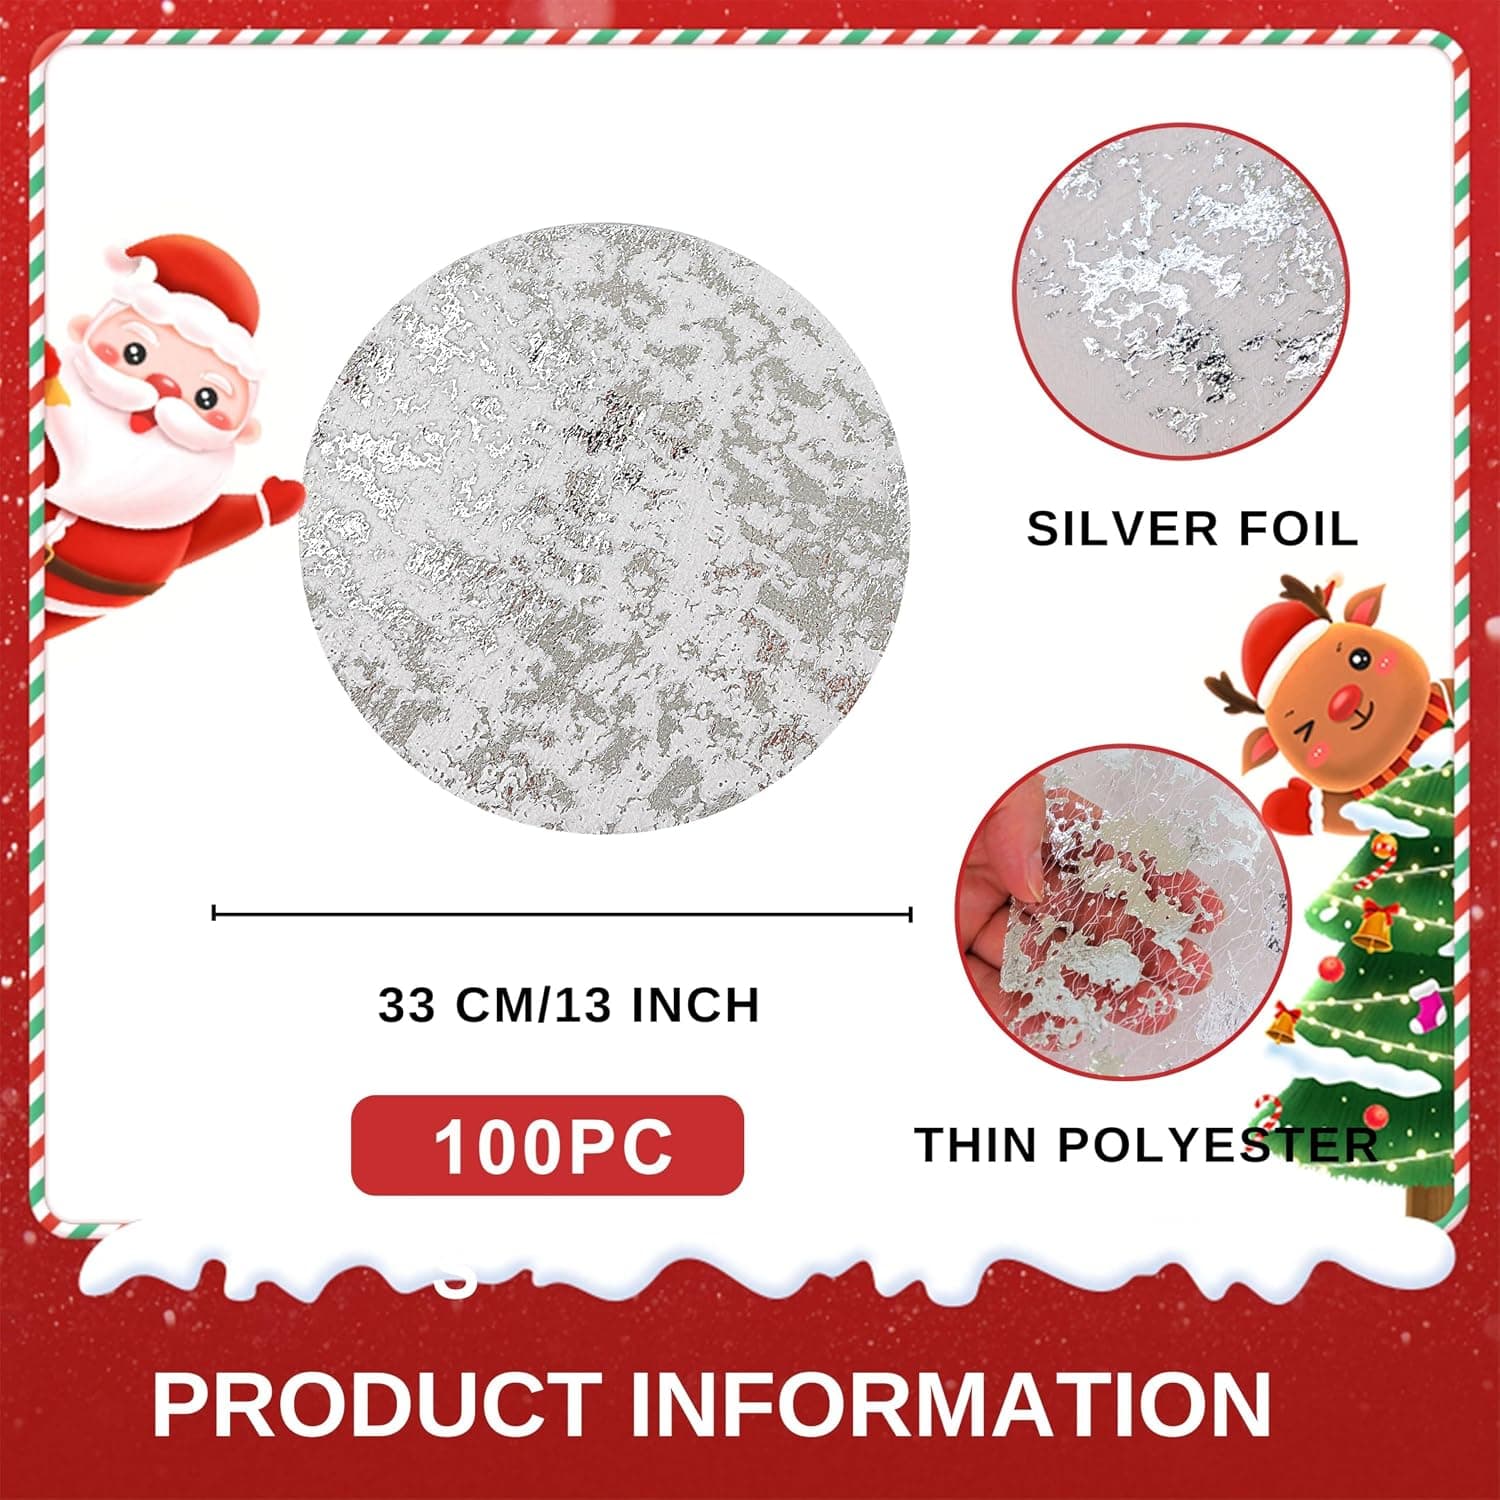 SILVER FOIL
33 CM/13 INCH
THIN POLYESTER
100PC
S
PRODUCT INFORMATION